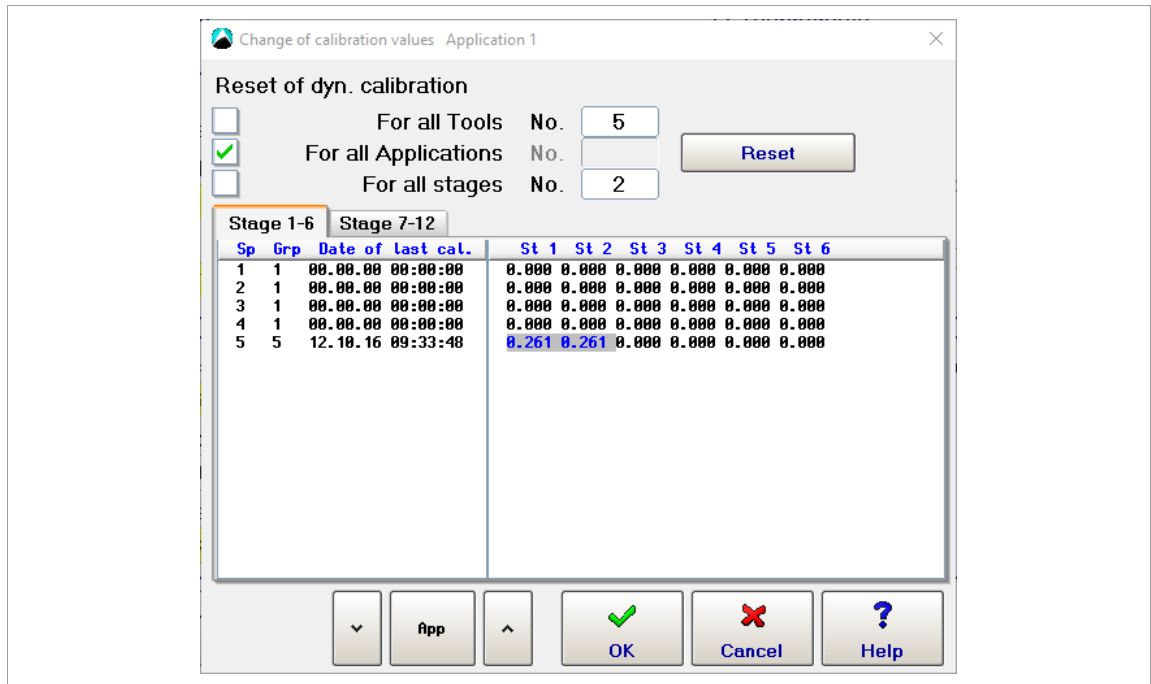 Change of calibration values Application 1
Reset of dyn. calibration
For all Tools No. 5
For all Applications No.
Reset
For all stages No. 2
Stage 1-6 Stage 7-12
Sp Grp Date of last cal. St 1 St 2 St 3 St 4 St 5 St 6
1 1 00.00.00 00:00:00 0.000 0.000 0.000 0.000 0.000 0.000
2 1 00.00.00 00:00:00 0.000 0.000 0.000 0.000 0.000 0.000
3 1 00.00.00 00:00:00 0.000 0.000 0.000 0.000 0.000 0.000
4 1 00.00.00 00:00:00 0.000 0.000 0.000 0.000 0.000 0.000
5 5 12.10.16 09:33:48 0.261 0.261 0.000 0.000 0.000 0.000
App
OK Cancel Help